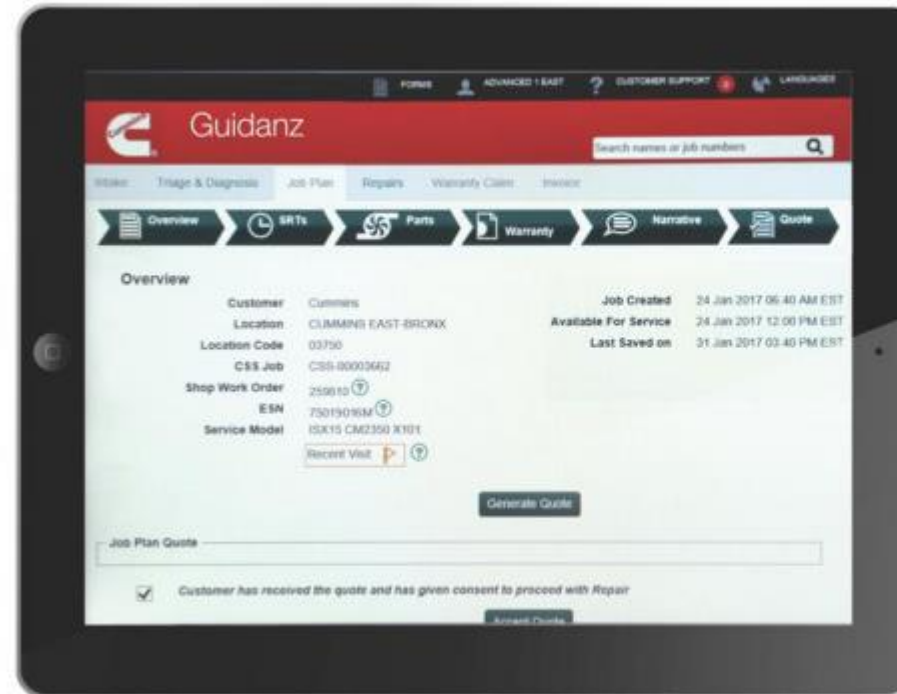 FORMS ADVANCED 1 EAST ? CUSTOMER SUPPORT LANGUAGES
Guidanz
Search names or job numbers
Intake Triage & Diagnosis Job Plan Repairs Warranty Claim Invoice
Overview SRTs Parts Warranty Narrative Quote
Overview
Customer Cummins Job Created 24 Jan 2017 06:40 AM EST
Location CUMMINS EAST-BRONX Available For Service 24 Jan 2017 12:00 PM EST
Location Code 03750 Last Saved on 31 Jan 2017 03:40 PM EST
CSS Job CSS-00003662
Shop Work Order 259810 ?
ESN 75019016M ?
Service Model ISX15 CM2350 X101
Recent Visit ?
Generate Quote
Job Plan Quote
Customer has received the quote and has given consent to proceed with Repair
Accept Quote